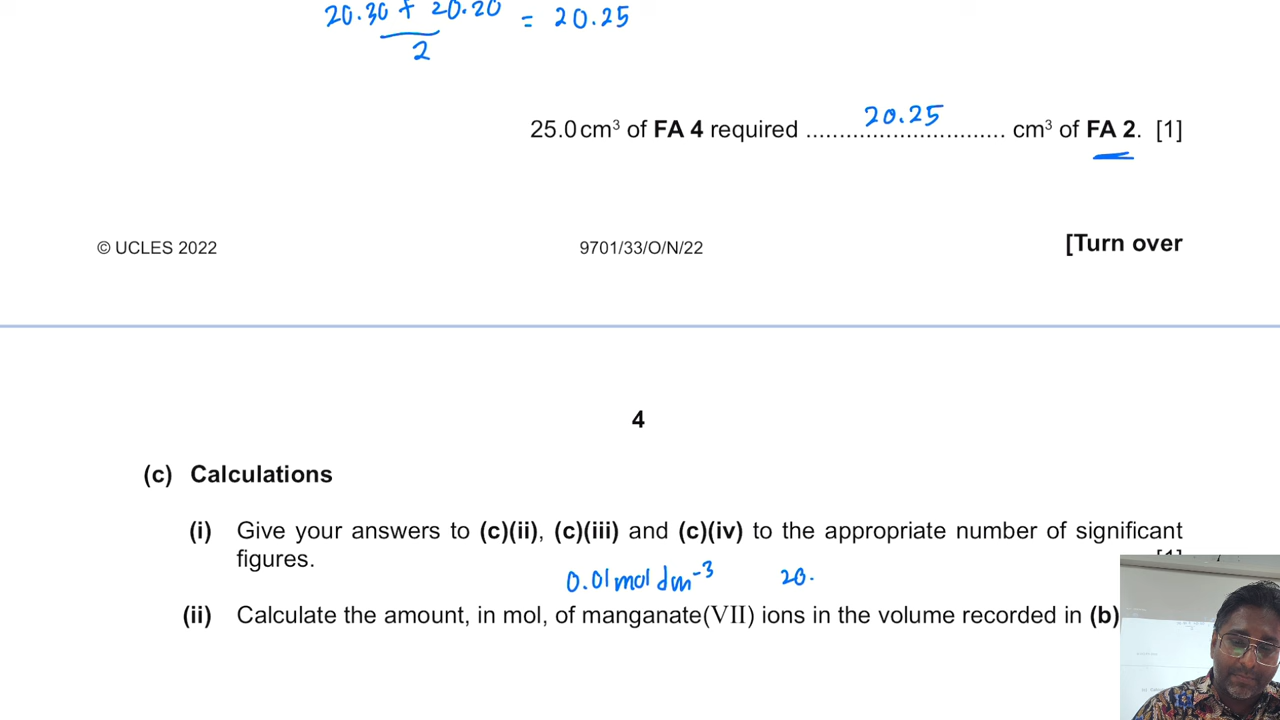 20.30 + 20.20 = 20.25
2
20.25
25.0 cm³ of FA 4 required .............................. cm³ of FA 2. [1]
© UCLES 2022 9701/33/O/N/22 [Turn over
4
(c) Calculations
(i) Give your answers to (c)(ii), (c)(iii) and (c)(iv) to the appropriate number of significant
figures. [1]
0.01 mol dm⁻³ 20.
(ii) Calculate the amount, in mol, of manganate(VII) ions in the volume recorded in (b)